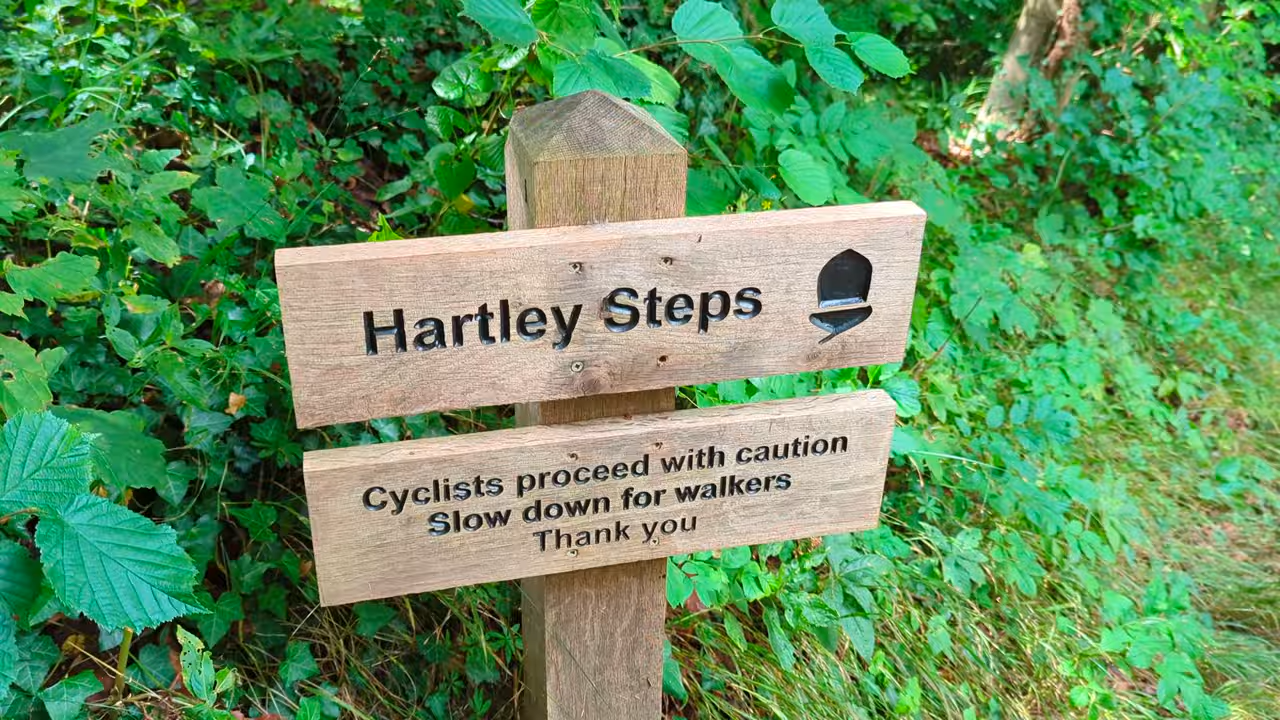 Hartley Steps
Cyclists proceed with caution
Slow down for walkers
Thank you